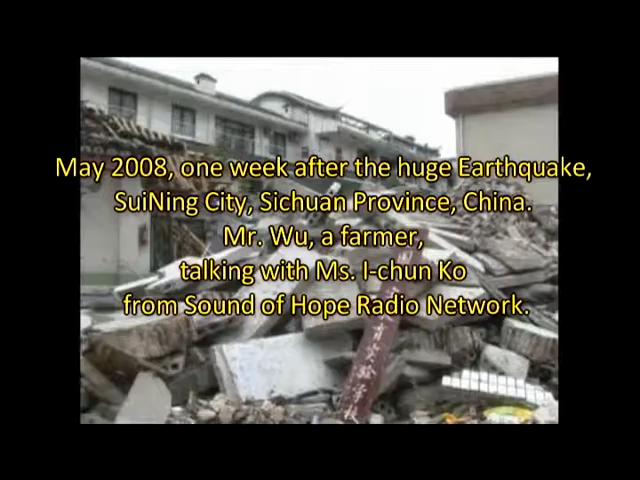 May 2008, one week after the huge Earthquake,
SuiNing City, Sichuan Province, China.
Mr. Wu, a farmer,
talking with Ms. I-chun Ko
from Sound of Hope Radio Network.